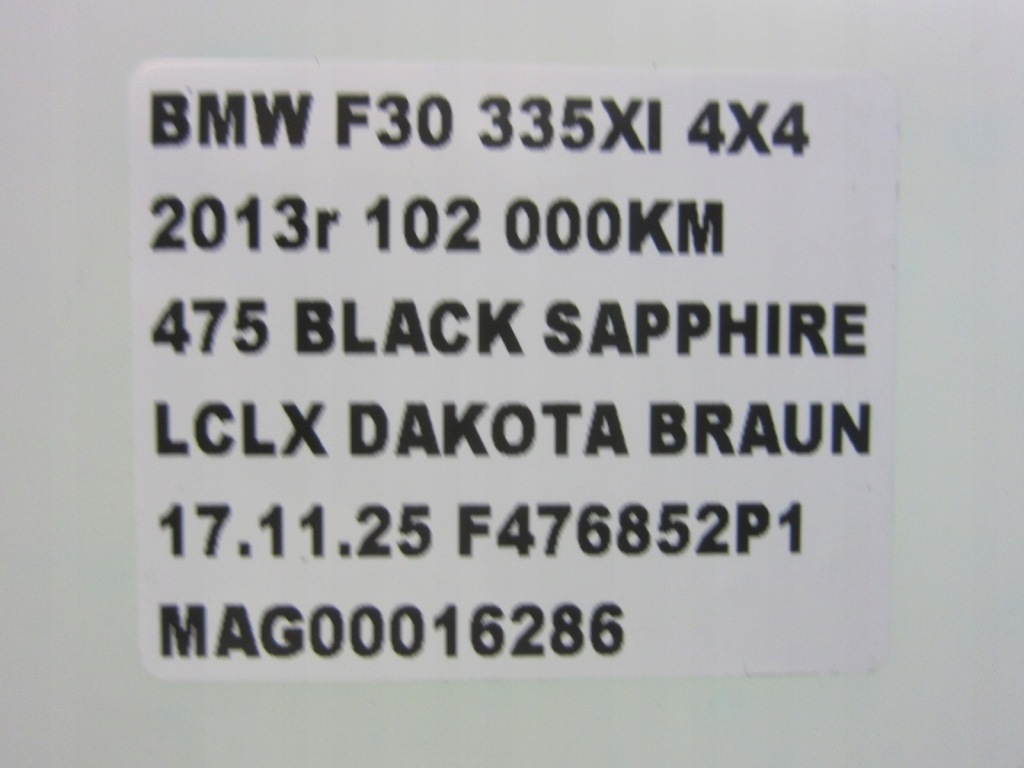 BMW F30 335XI 4X4
2013r 102 000KM
475 BLACK SAPPHIRE
LCLX DAKOTA BRAUN
17.11.25 F476852P1
MAG00016286